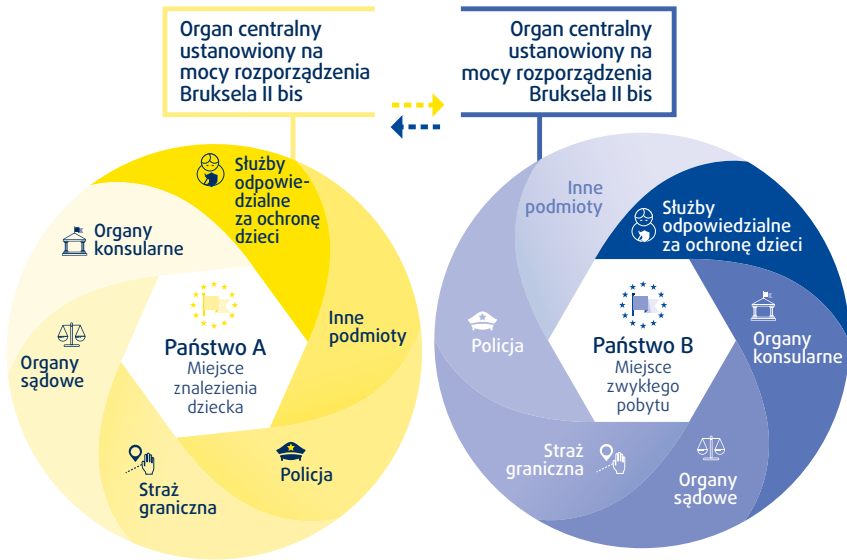 Organ centralny
ustanowiony na
mocy rozporządzenia
Bruksela II bis
Organ centralny
ustanowiony na
mocy rozporządzenia
Bruksela II bis
Służby
odpowie-
dzialne
za ochronę
dzieci
Organy
konsularne
Inne
podmioty
Organy
sądowe
Państwo A
Miejsce
znalezienia
dziecka
Straż
graniczna
Policja
Inne
podmioty
Służby
odpowiedzialne
za ochronę dzieci
Policja
Organy
konsularne
Państwo B
Miejsce
zwykłego
pobytu
Straż
graniczna
Organy
sądowe